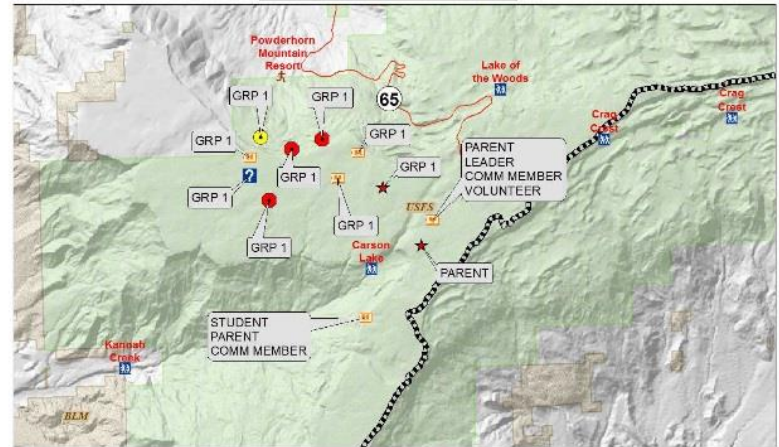 Powderhorn
Mountain
Resort
Lake of
the Woods
65
Crag
Crest
Crag
Crest
GRP 1
GRP 1
GRP 1
GRP 1
GRP 1
GRP 1
GRP 1
GRP 1
GRP 1
PARENT
LEADER
COMM MEMBER
VOLUNTEER
USFS
?
Carson
Lake
PARENT
STUDENT
PARENT
COMM MEMBER
Kannah
Creek
BLM